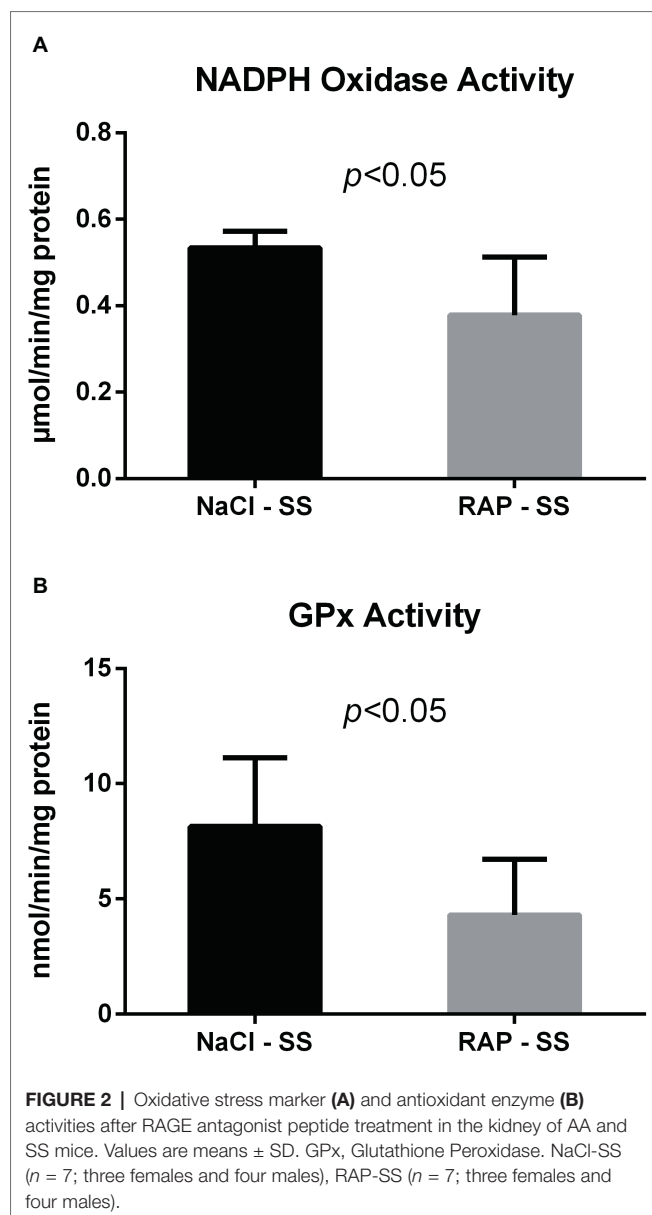 A
NADPH Oxidase Activity
0.8
p<0.05
0.6
0.4
0.2
0.0
µmol/min/mg protein
NaCl - SS RAP - SS
B
GPx Activity
15
p<0.05
10
5
0
nmol/min/mg protein
NaCl - SS RAP - SS
FIGURE 2 | Oxidative stress marker (A) and antioxidant enzyme (B)
activities after RAGE antagonist peptide treatment in the kidney of AA and
SS mice. Values are means ± SD. GPx, Glutathione Peroxidase. NaCl-SS
(n = 7; three females and four males), RAP-SS (n = 7; three females and
four males).